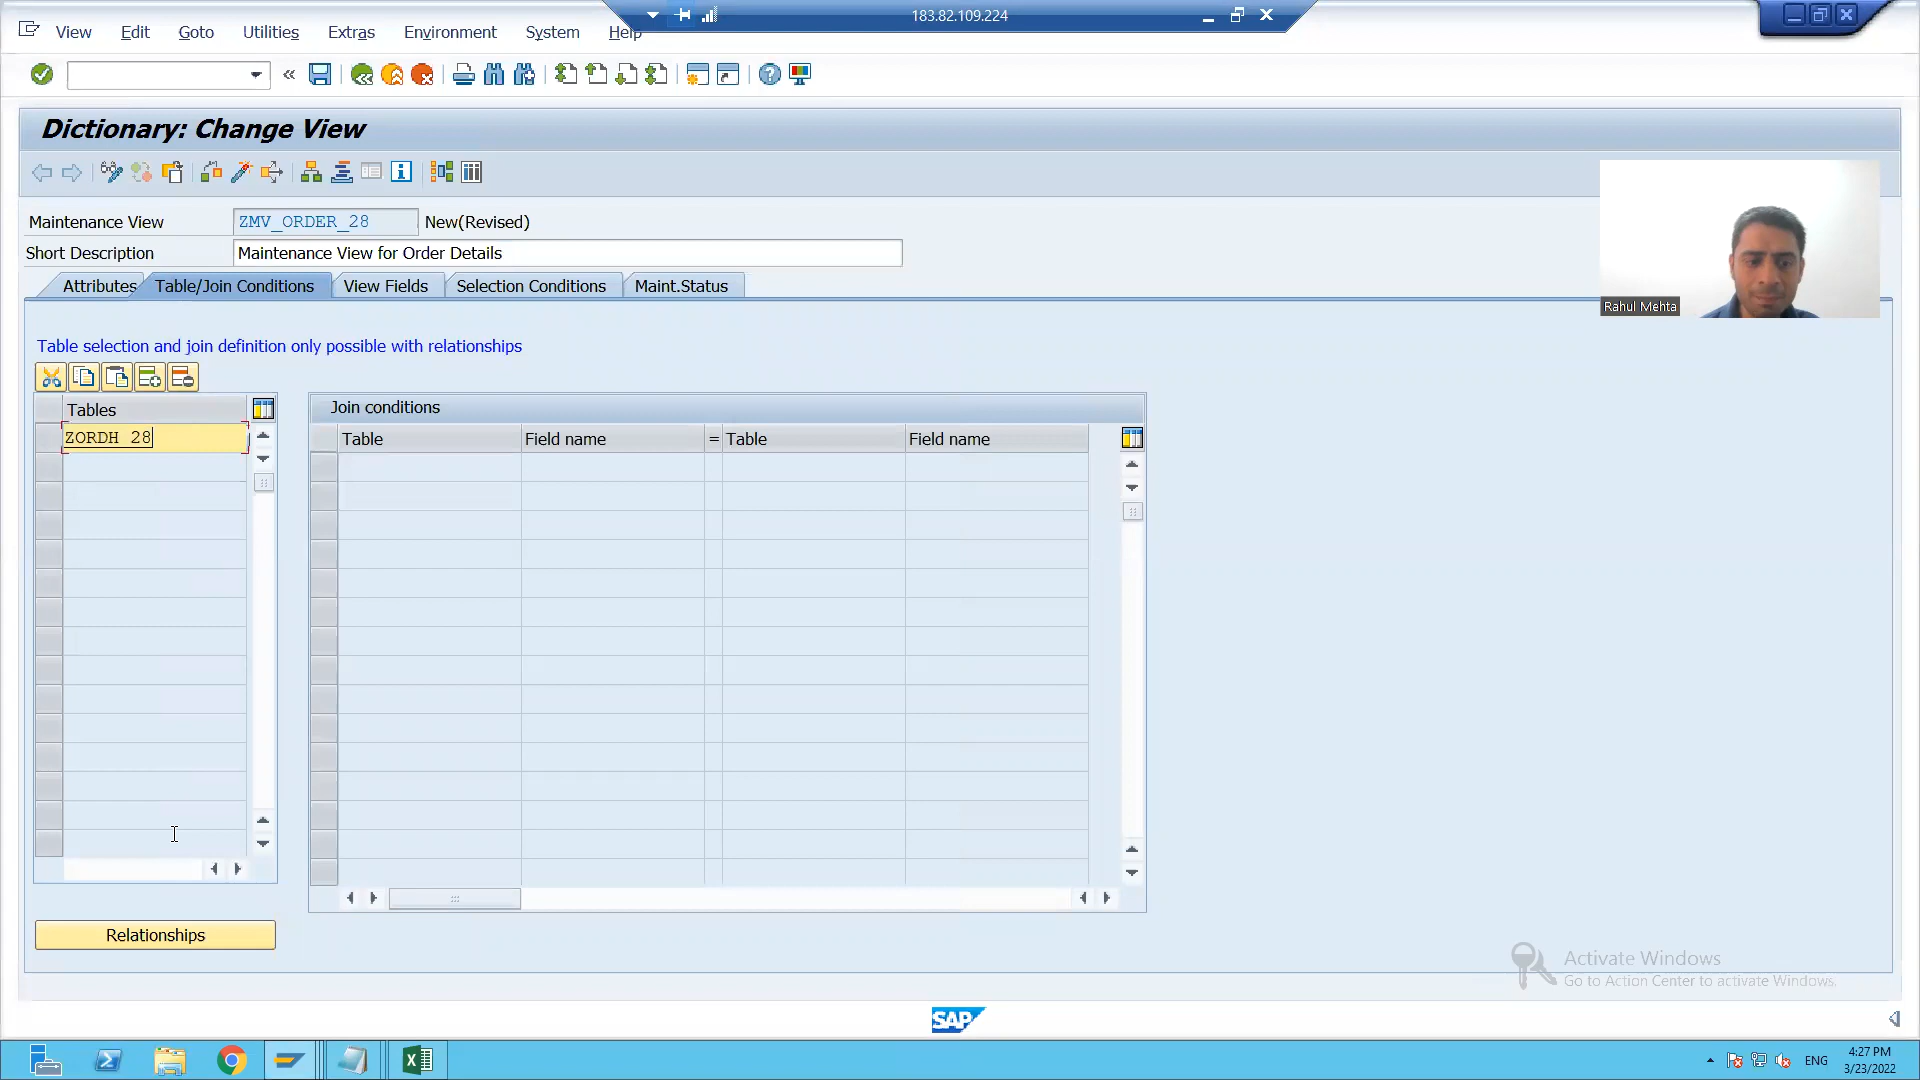 183.82.109.224
View Edit Goto Utilities Extras Environment System Help
Dictionary: Change View
Maintenance View ZMV_ORDER_28 New(Revised)
Short Description Maintenance View for Order Details
Attributes Table/Join Conditions View Fields Selection Conditions Maint.Status
Rahul Mehta
Table selection and join definition only possible with relationships
Tables
Join conditions
ZORDH_28
Table Field name = Table Field name
Relationships
Activate Windows
Go to Action Center to activate Windows.
SAP
ENG
4:27 PM
3/23/2022